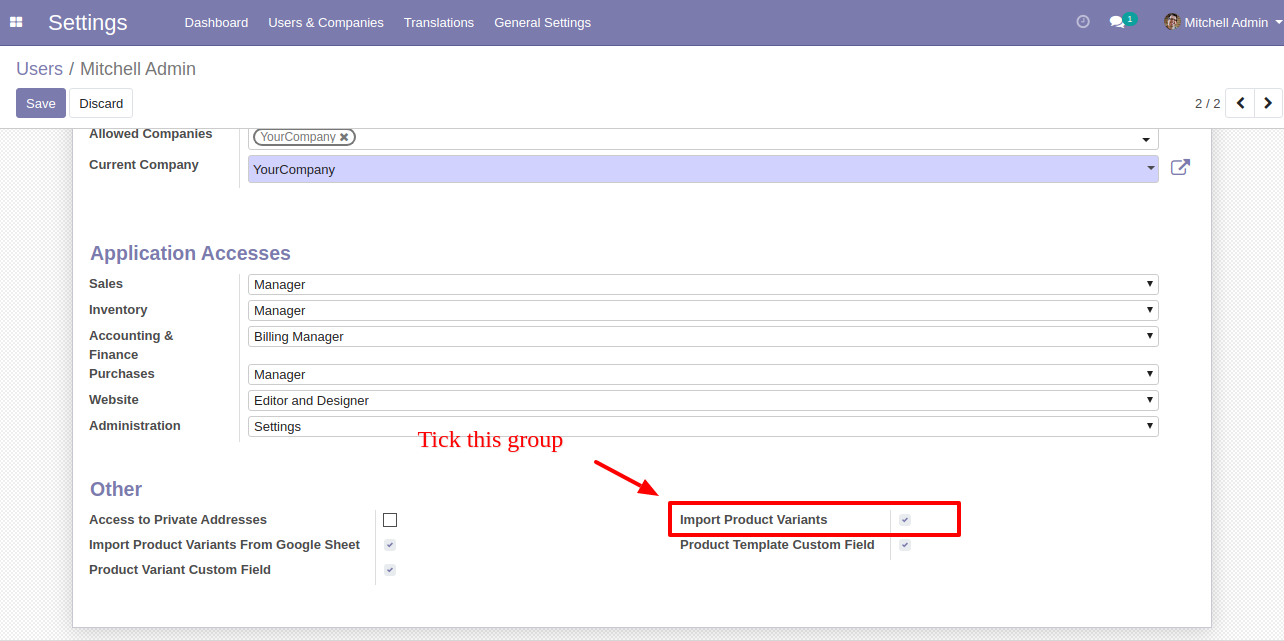 Settings Dashboard Users & Companies Translations General Settings 1 Mitchell Admin
Users / Mitchell Admin
Save Discard 2 / 2
Allowed Companies YourCompany
Current Company YourCompany
Application Accesses
Sales Manager
Inventory Manager
Accounting & Billing Manager
Finance
Purchases Manager
Website Editor and Designer
Administration Settings
Tick this group
Other
Access to Private Addresses Import Product Variants
Import Product Variants From Google Sheet Product Template Custom Field
Product Variant Custom Field